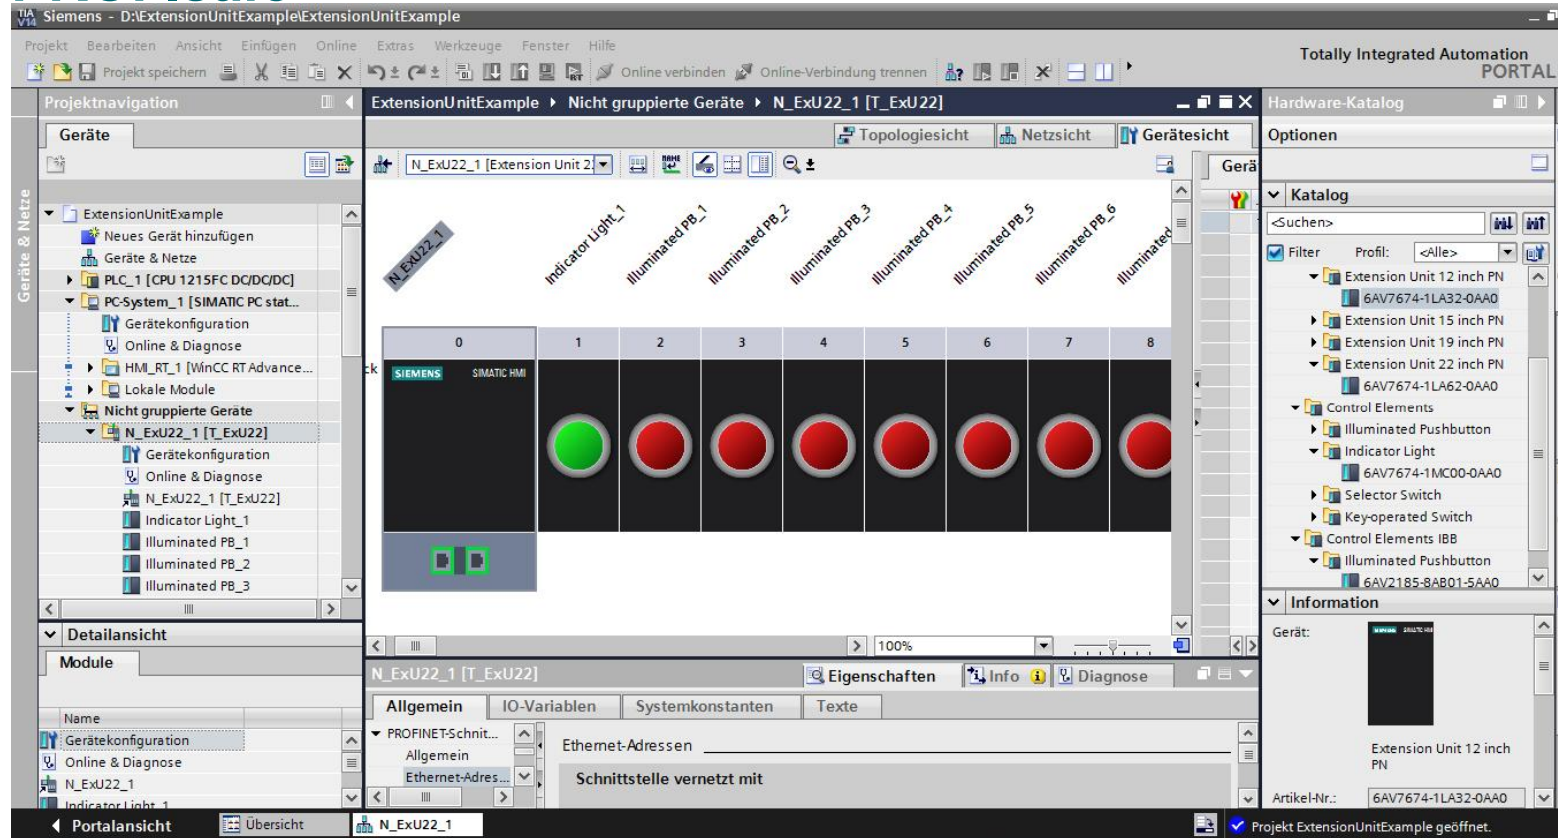 Siemens - D:\ExtensionUnitExample\ExtensionUnitExample
Projekt Bearbeiten Ansicht Einfügen Online Extras Werkzeuge Fenster Hilfe
Projekt speichern Online verbinden Online-Verbindung trennen
Totally Integrated Automation
PORTAL
Projektnavigation
Geräte
Geräte & Netze
ExtensionUnitExample
Neues Gerät hinzufügen
Geräte & Netze
PLC_1 [CPU 1215FC DC/DC/DC]
PC-System_1 [SIMATIC PC stat...
Gerätekonfiguration
Online & Diagnose
HMI_RT_1 [WinCC RT Advance...
Lokale Module
Nicht gruppierte Geräte
N_ExU22_1 [T_ExU22]
Gerätekonfiguration
Online & Diagnose
N_ExU22_1 [T_ExU22]
Indicator Light_1
Illuminated PB_1
Illuminated PB_2
Illuminated PB_3
Detailansicht
Module
Name
Gerätekonfiguration
Online & Diagnose
N_ExU22_1
Indicator Light_1
ExtensionUnitExample Nicht gruppierte Geräte N_ExU22_1 [T_ExU22]
Topologiesicht Netzsicht Gerätesicht
N_ExU22_1 [Extension Unit 2
Gerä
N_ExU22_1
Indicator Light_1
Illuminated PB_1
Illuminated PB_2
Illuminated PB_3
Illuminated PB_4
Illuminated PB_5
Illuminated PB_6
Illuminated
0 1 2 3 4 5 6 7 8
ck
SIEMENS SIMATIC HMI
100%
N_ExU22_1 [T_ExU22]
Eigenschaften Info Diagnose
Allgemein IO-Variablen Systemkonstanten Texte
PROFINET-Schnit...
Allgemein
Ethernet-Adres...
Ethernet-Adressen
Schnittstelle vernetzt mit
Hardware-Katalog
Optionen
Katalog
<Suchen>
Filter Profil: <Alle>
Extension Unit 12 inch PN
6AV7674-1LA32-0AA0
Extension Unit 15 inch PN
Extension Unit 19 inch PN
Extension Unit 22 inch PN
6AV7674-1LA62-0AA0
Control Elements
Illuminated Pushbutton
Indicator Light
6AV7674-1MC00-0AA0
Selector Switch
Key-operated Switch
Control Elements IBB
Illuminated Pushbutton
6AV2185-8AB01-5AA0
Information
Gerät:
SIEMENS SIMATIC HMI
Extension Unit 12 inch
PN
Artikel-Nr.: 6AV7674-1LA32-0AA0
Portalansicht Übersicht N_ExU22_1
Projekt ExtensionUnitExample geöffnet.